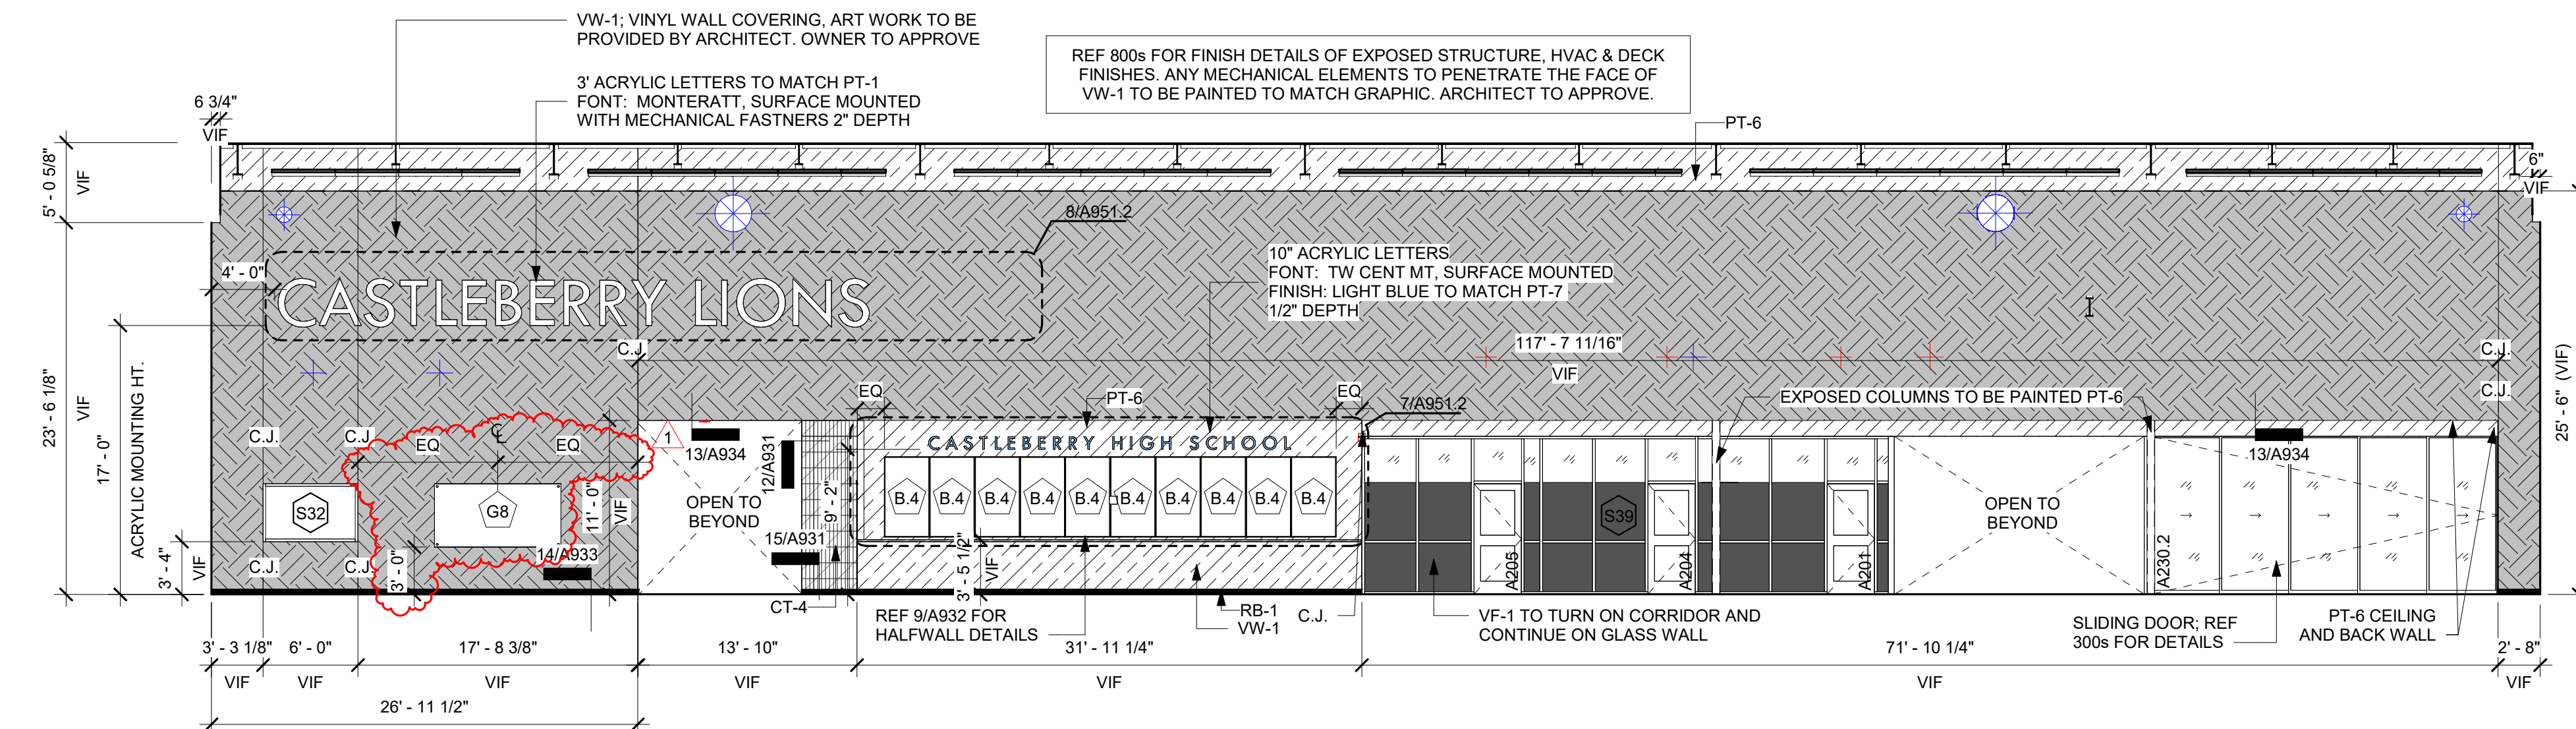 VW-1; VINYL WALL COVERING, ART WORK TO BE
PROVIDED BY ARCHITECT. OWNER TO APPROVE
3' ACRYLIC LETTERS TO MATCH PT-1
FONT: MONTERATT, SURFACE MOUNTED
WITH MECHANICAL FASTNERS 2" DEPTH
REF 800s FOR FINISH DETAILS OF EXPOSED STRUCTURE, HVAC & DECK
FINISHES. ANY MECHANICAL ELEMENTS TO PENETRATE THE FACE OF
VW-1 TO BE PAINTED TO MATCH GRAPHIC. ARCHITECT TO APPROVE.
6 3/4"
VIF
PT-6
5' - 0 5/8"
VIF
6"
VIF
8/A951.2
4' - 0"
CASTLEBERRY LIONS
10" ACRYLIC LETTERS
FONT: TW CENT MT, SURFACE MOUNTED
FINISH: LIGHT BLUE TO MATCH PT-7
1/2" DEPTH
C.J.
117' - 7 11/16"
VIF
C.J.
C.J.
23' - 6 1/8"
VIF
17' - 0"
ACRYLIC MOUNTING HT.
25' - 6" (VIF)
EQ
PT-6
EQ
7/A951.2
EXPOSED COLUMNS TO BE PAINTED PT-6
C.J.
C.J.
EQ
CL
EQ
1
13/A934
12/A931
CASTLEBERRY HIGH SCHOOL
13/A934
S32
G8
11' - 0"
VIF
OPEN TO
BEYOND
9' - 2"
B.4
B.4
B.4
B.4
B.4
B.4
B.4
B.4
B.4
B.4
S39
OPEN TO
BEYOND
15/A931
14/A933
3' - 4"
VIF
C.J.
C.J.
3' - 0"
3' - 5 1/2"
VIF
A205
A204
A201
A230.2
CT-4
REF 9/A932 FOR
HALFWALL DETAILS
RB-1
VW-1
C.J.
VF-1 TO TURN ON CORRIDOR AND
CONTINUE ON GLASS WALL
SLIDING DOOR; REF
300s FOR DETAILS
PT-6 CEILING
AND BACK WALL
3' - 3 1/8"
6' - 0"
17' - 8 3/8"
13' - 10"
31' - 11 1/4"
71' - 10 1/4"
2' - 8"
VIF
VIF
VIF
VIF
VIF
VIF
VIF
26' - 11 1/2"